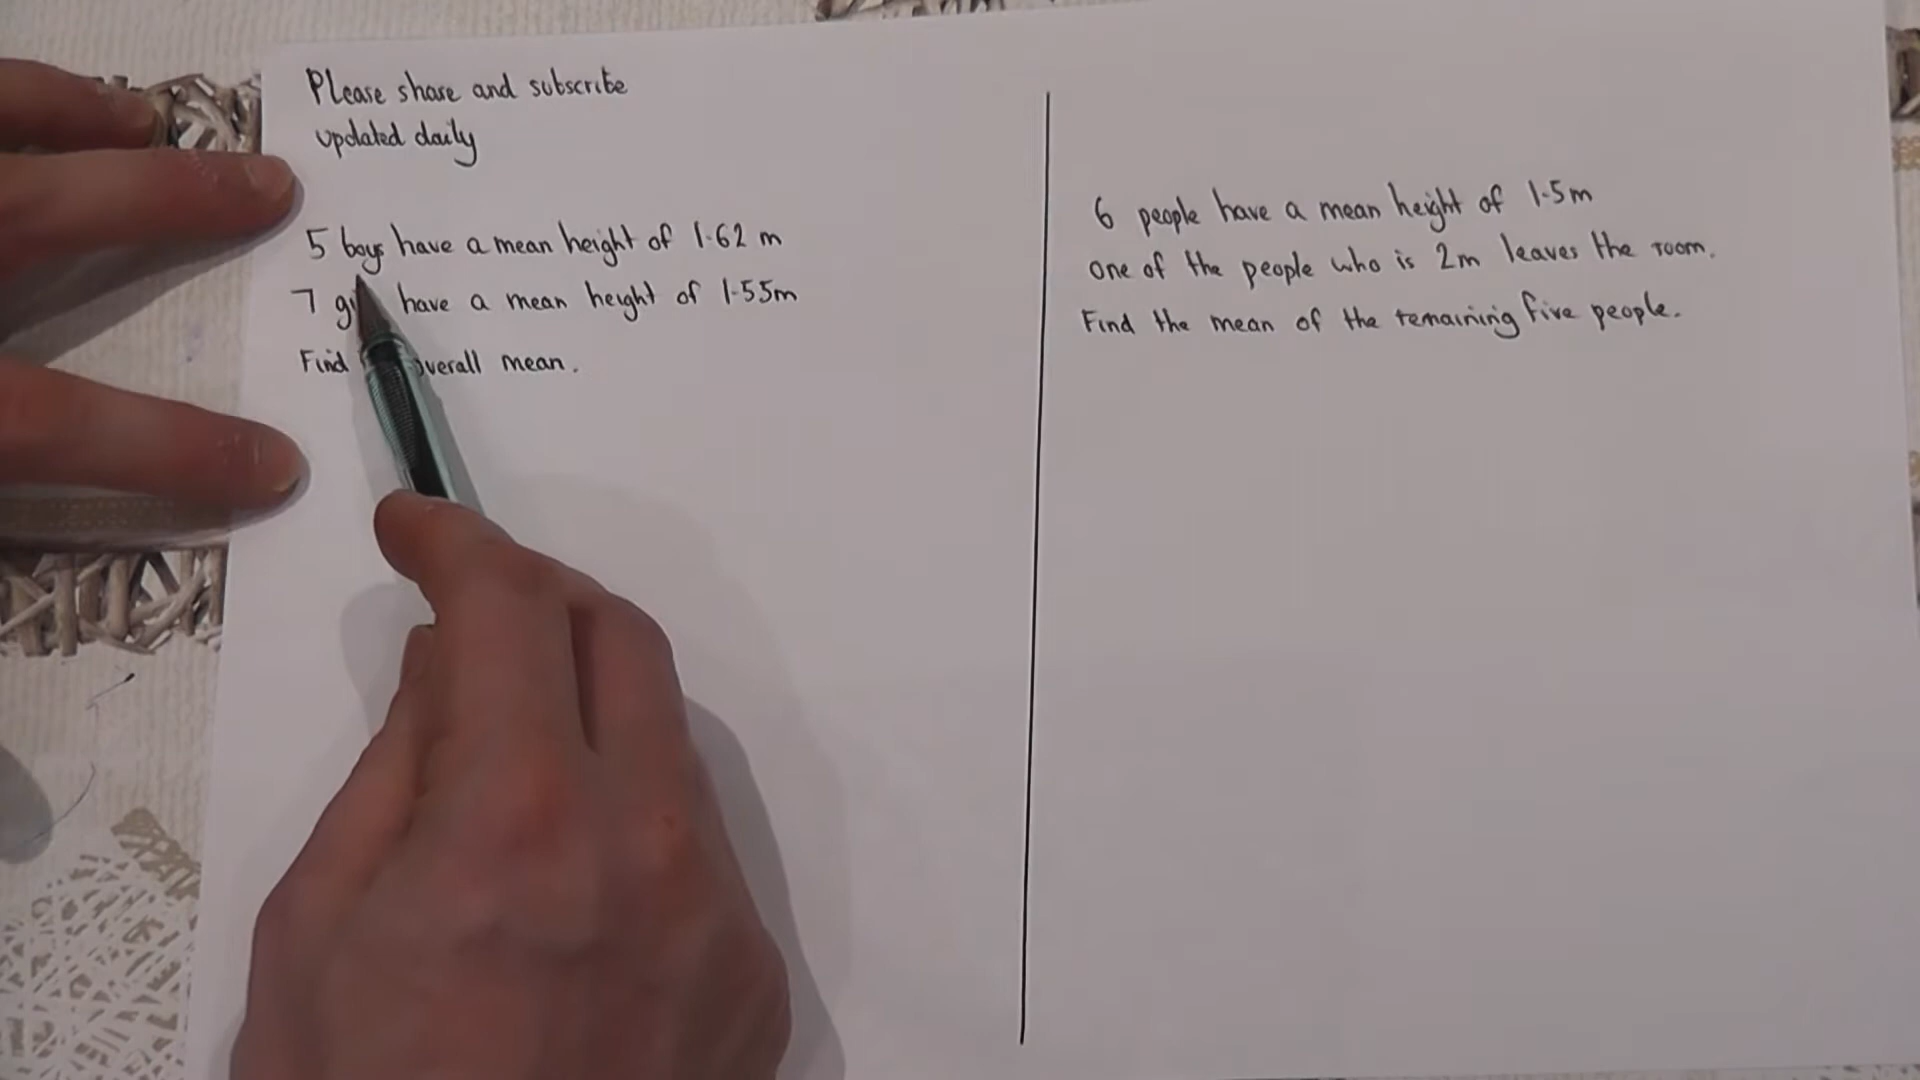 Please share and subscribe
updated daily
5 boys have a mean height of 1.62 m
7 have a mean height of 1.55m
Find overall mean.
6 people have a mean height of 1.5m
one of the people who is 2m leaves the room.
Find the mean of the remaining five people.